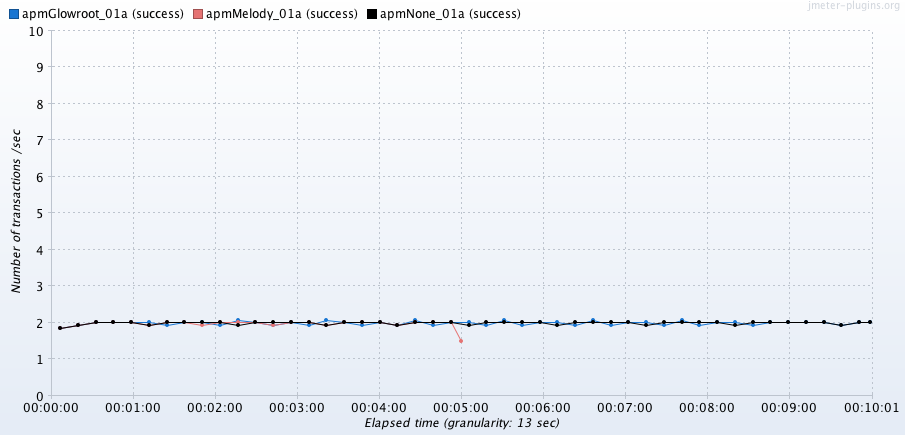 jmeter-plugins.org
apmGlowroot_01a (success) apmMelody_01a (success) apmNone_01a (success)
Number of transactions /sec
10
9
8
7
6
5
4
3
2
1
0
00:00:00 00:01:00 00:02:00 00:03:00 00:04:00 00:05:00 00:06:00 00:07:00 00:08:00 00:09:00 00:10:01
Elapsed time (granularity: 13 sec)